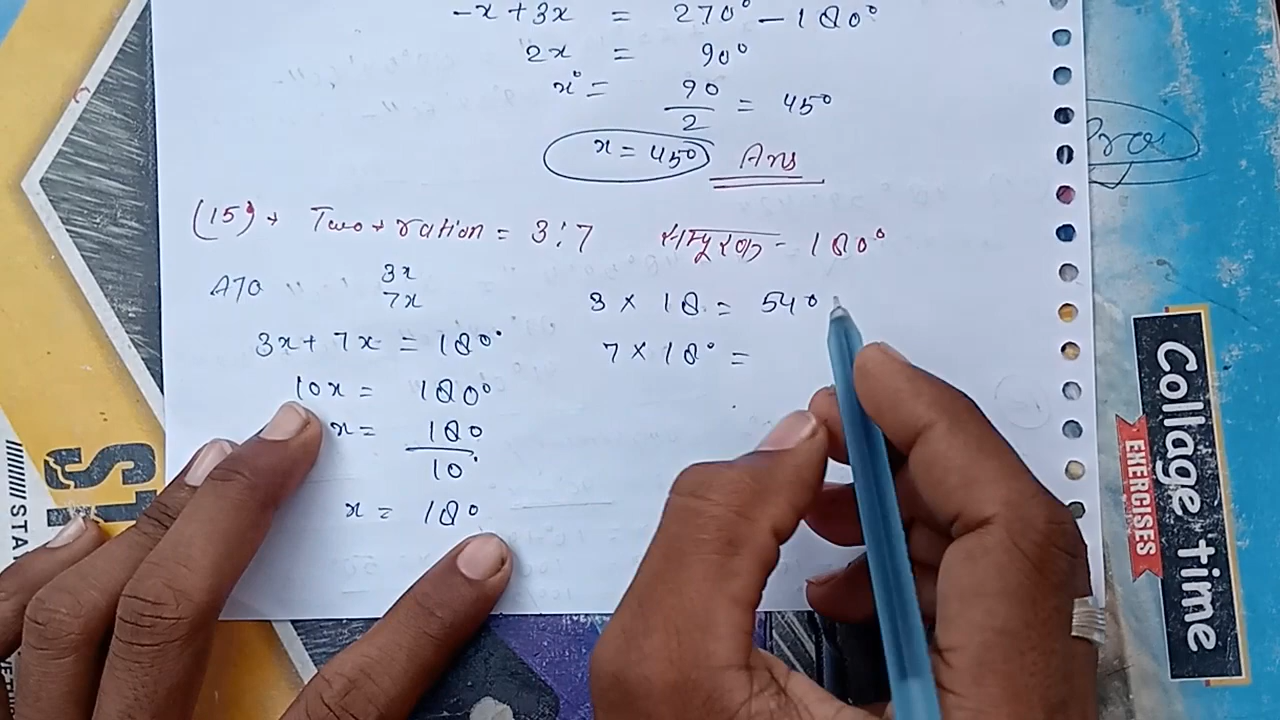 -x + 3x = 270° - 180°
2x = 90°
x° = 90/2 = 45°
x = 45° Ans
(15) → Two → ration = 3:7 - 180°
ATQ 3x
7x
3x + 7x = 180°
10x = 180°
x = 180/10
x = 18°
3 × 18 = 54°
7 × 18° =
Collage time
EXERCISES